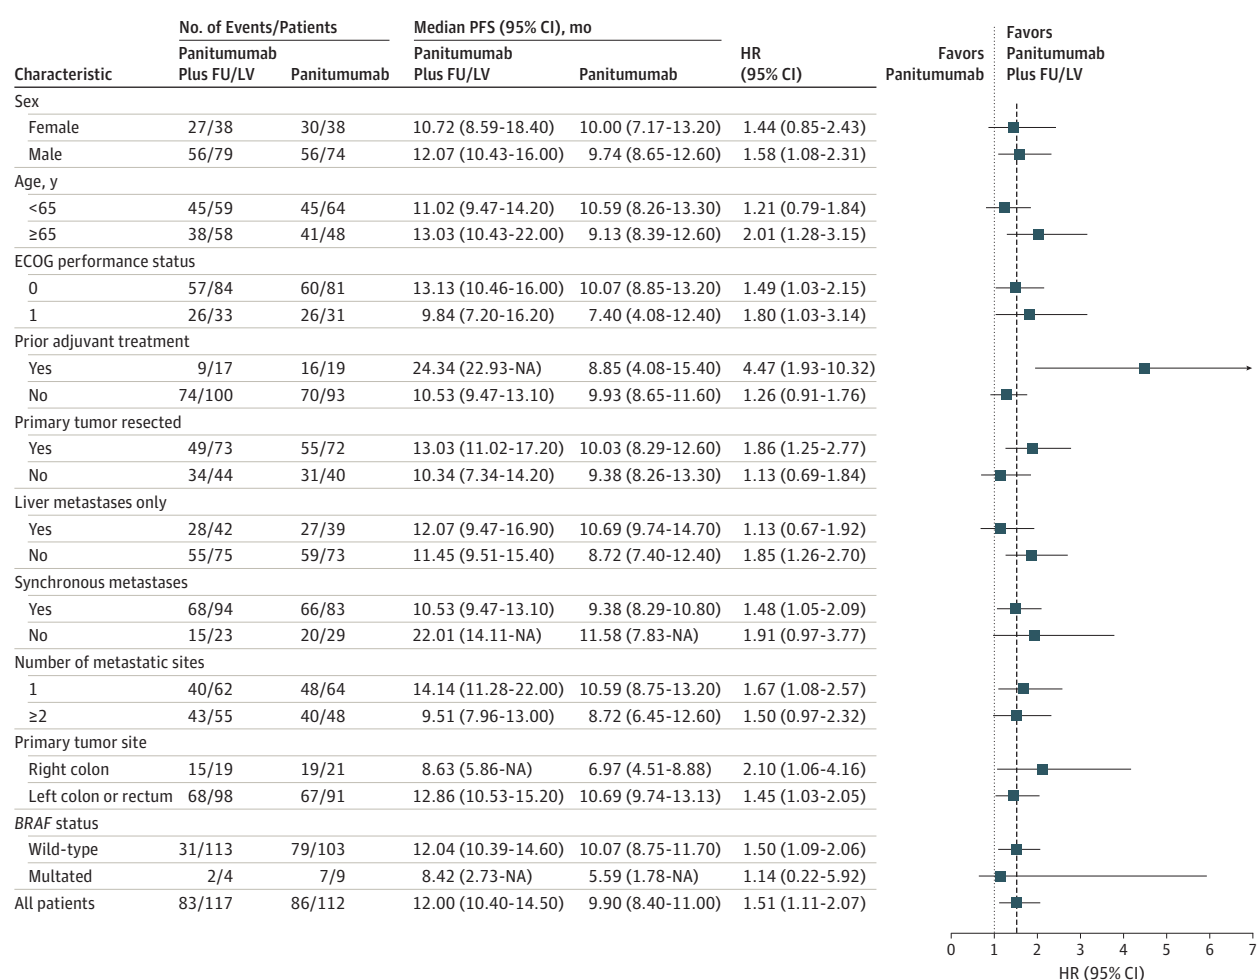 No. of Events/Patients Median PFS (95% CI), mo
Characteristic Panitumumab Plus FU/LV Panitumumab Panitumumab Plus FU/LV Panitumumab HR (95% CI) Favors Panitumumab Favors Panitumumab Plus FU/LV
Sex
Female 27/38 30/38 10.72 (8.59-18.40) 10.00 (7.17-13.20) 1.44 (0.85-2.43)
Male 56/79 56/74 12.07 (10.43-16.00) 9.74 (8.65-12.60) 1.58 (1.08-2.31)
Age, y
<65 45/59 45/64 11.02 (9.47-14.20) 10.59 (8.26-13.30) 1.21 (0.79-1.84)
≥65 38/58 41/48 13.03 (10.43-22.00) 9.13 (8.39-12.60) 2.01 (1.28-3.15)
ECOG performance status
0 57/84 60/81 13.13 (10.46-16.00) 10.07 (8.85-13.20) 1.49 (1.03-2.15)
1 26/33 26/31 9.84 (7.20-16.20) 7.40 (4.08-12.40) 1.80 (1.03-3.14)
Prior adjuvant treatment
Yes 9/17 16/19 24.34 (22.93-NA) 8.85 (4.08-15.40) 4.47 (1.93-10.32)
No 74/100 70/93 10.53 (9.47-13.10) 9.93 (8.65-11.60) 1.26 (0.91-1.76)
Primary tumor resected
Yes 49/73 55/72 13.03 (11.02-17.20) 10.03 (8.29-12.60) 1.86 (1.25-2.77)
No 34/44 31/40 10.34 (7.34-14.20) 9.38 (8.26-13.30) 1.13 (0.69-1.84)
Liver metastases only
Yes 28/42 27/39 12.07 (9.47-16.90) 10.69 (9.74-14.70) 1.13 (0.67-1.92)
No 55/75 59/73 11.45 (9.51-15.40) 8.72 (7.40-12.40) 1.85 (1.26-2.70)
Synchronous metastases
Yes 68/94 66/83 10.53 (9.47-13.10) 9.38 (8.29-10.80) 1.48 (1.05-2.09)
No 15/23 20/29 22.01 (14.11-NA) 11.58 (7.83-NA) 1.91 (0.97-3.77)
Number of metastatic sites
1 40/62 48/64 14.14 (11.28-22.00) 10.59 (8.75-13.20) 1.67 (1.08-2.57)
≥2 43/55 40/48 9.51 (7.96-13.00) 8.72 (6.45-12.60) 1.50 (0.97-2.32)
Primary tumor site
Right colon 15/19 19/21 8.63 (5.86-NA) 6.97 (4.51-8.88) 2.10 (1.06-4.16)
Left colon or rectum 68/98 67/91 12.86 (10.53-15.20) 10.69 (9.74-13.13) 1.45 (1.03-2.05)
BRAF status
Wild-type 31/113 79/103 12.04 (10.39-14.60) 10.07 (8.75-11.70) 1.50 (1.09-2.06)
Multated 2/4 7/9 8.42 (2.73-NA) 5.59 (1.78-NA) 1.14 (0.22-5.92)
All patients 83/117 86/112 12.00 (10.40-14.50) 9.90 (8.40-11.00) 1.51 (1.11-2.07)
0 1 2 3 4 5 6 7
HR (95% CI)